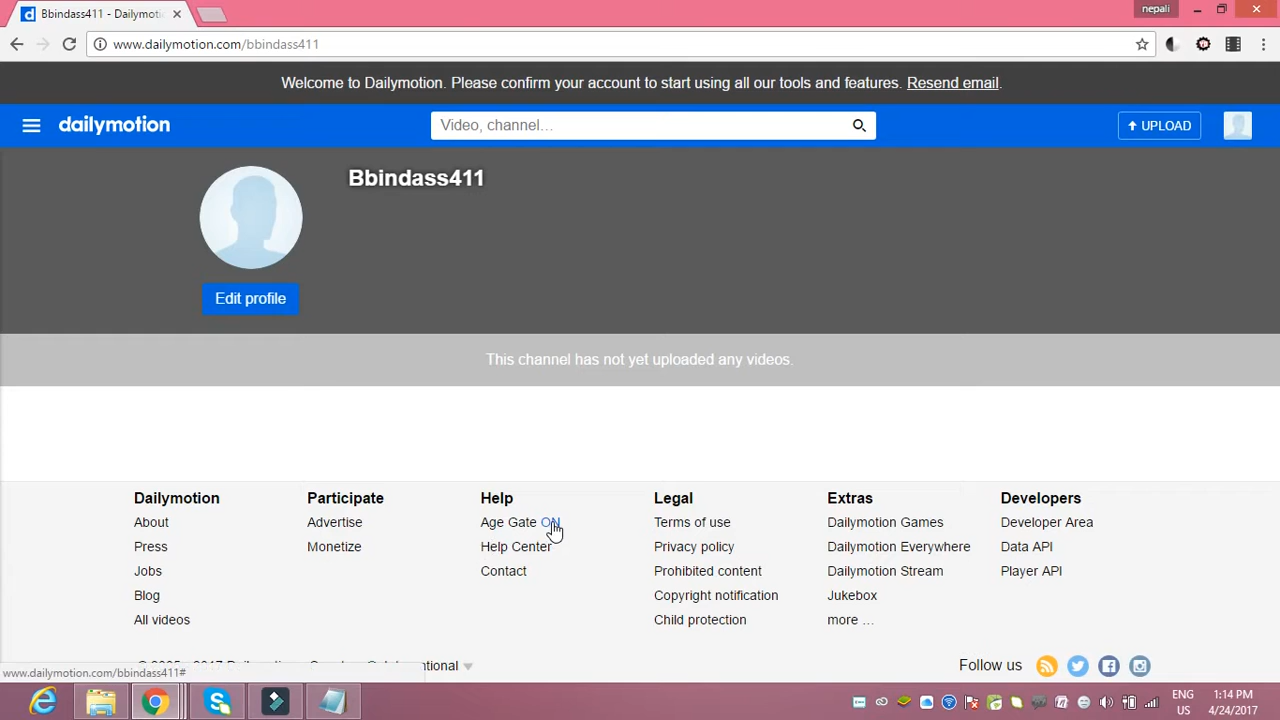 Bbindass411 - Dailymoti
nepali
www.dailymotion.com/bbindass411
Welcome to Dailymotion. Please confirm your account to start using all our tools and features. Resend email.
dailymotion
Video, channel...
UPLOAD
Bbindass411
Edit profile
This channel has not yet uploaded any videos.
Dailymotion
About
Press
Jobs
Blog
All videos
Participate
Advertise
Monetize
Help
Age Gate ON
Help Center
Contact
Legal
Terms of use
Privacy policy
Prohibited content
Copyright notification
Child protection
Extras
Dailymotion Games
Dailymotion Everywhere
Dailymotion Stream
Jukebox
more ...
Developers
Developer Area
Data API
Player API
Follow us
www.dailymotion.com/bbindass411#
ENG
US
1:14 PM
4/24/2017